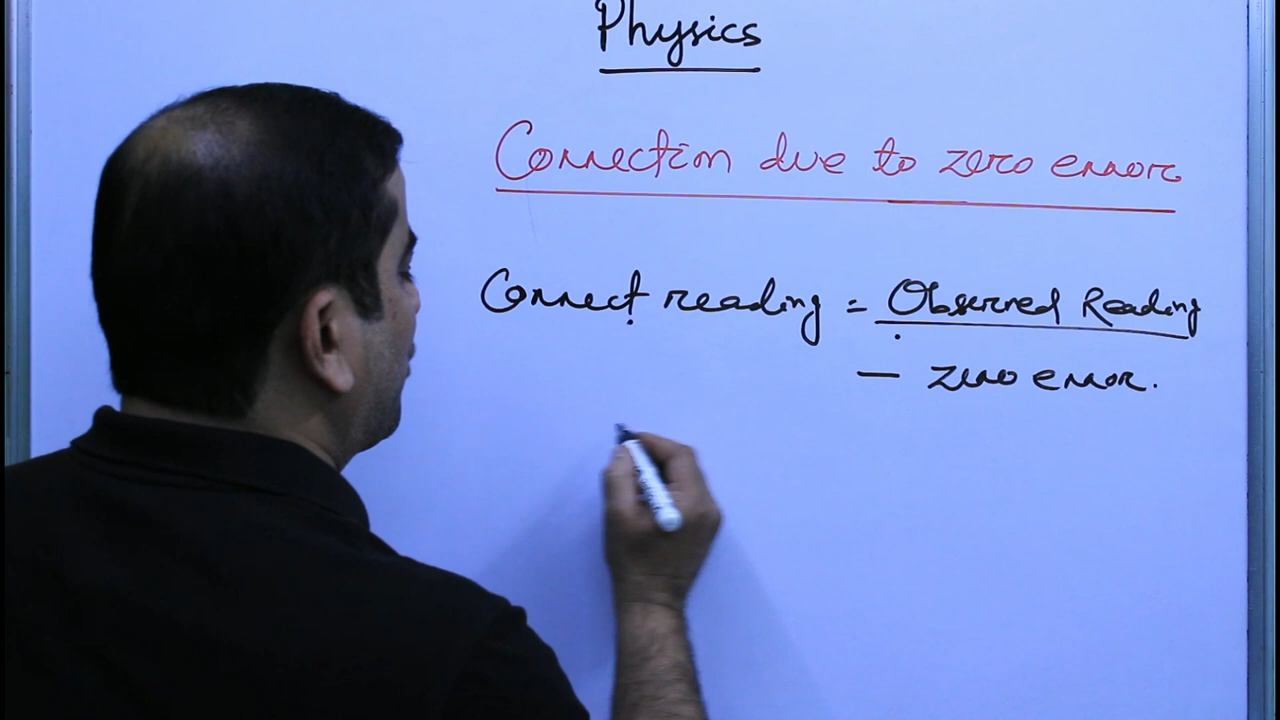 Physics
Correction due to zero error
Correct reading = Observed Reading
— zero error.